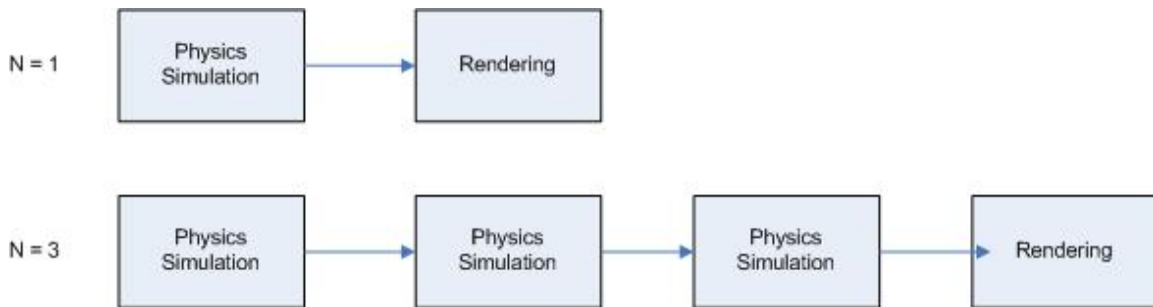 N = 1
Physics
Simulation
Rendering
N = 3
Physics
Simulation
Physics
Simulation
Physics
Simulation
Rendering